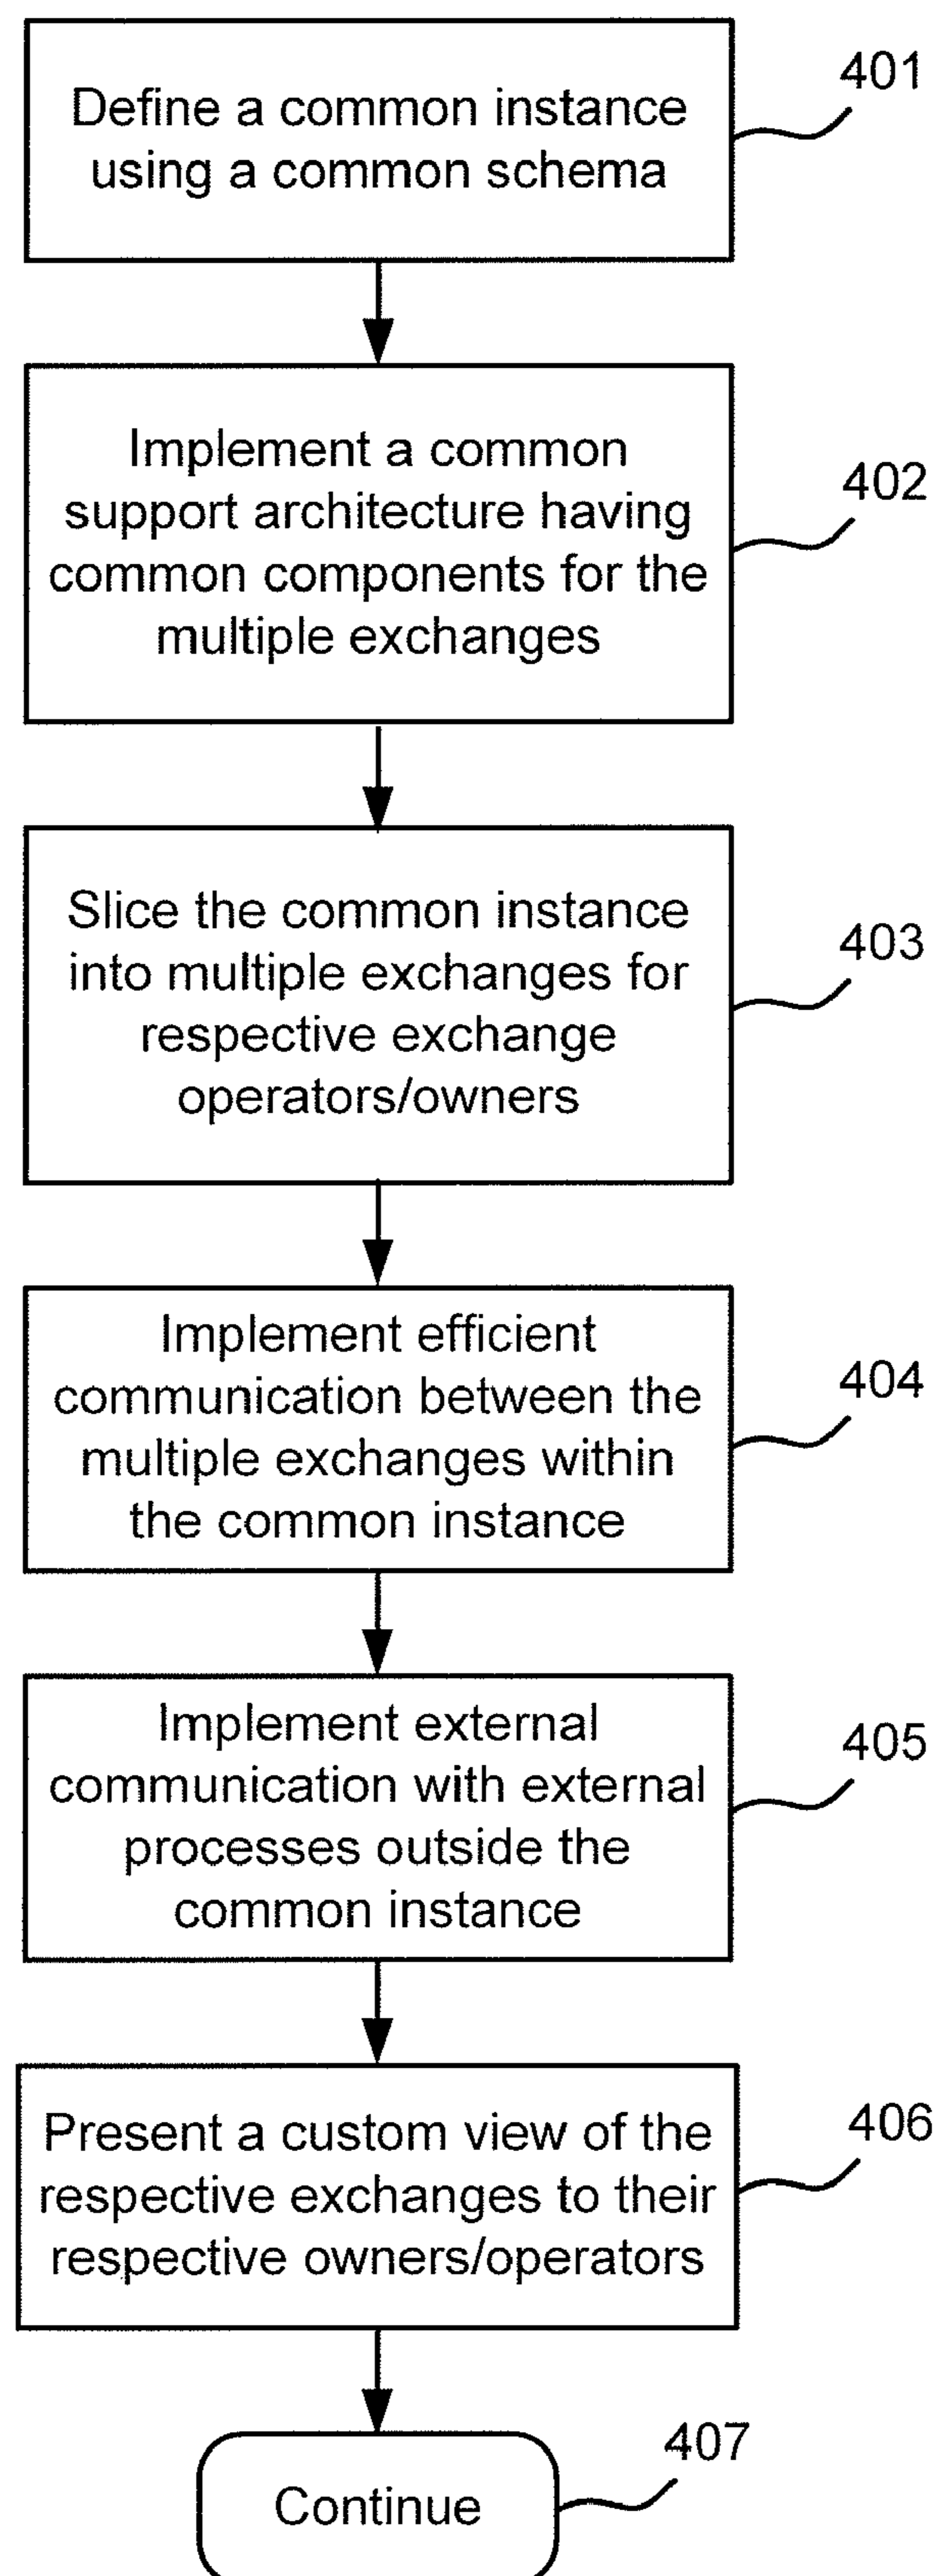 Define a common instance
using a common schema
401
Implement a common
support architecture having
common components for the
multiple exchanges
402
Slice the common instance
into multiple exchanges for
respective exchange
operators/owners
403
Implement efficient
communication between the
multiple exchanges within
the common instance
404
Implement external
communication with external
processes outside the
common instance
405
Present a custom view of the
respective exchanges to their
respective owners/operators
406
Continue
407